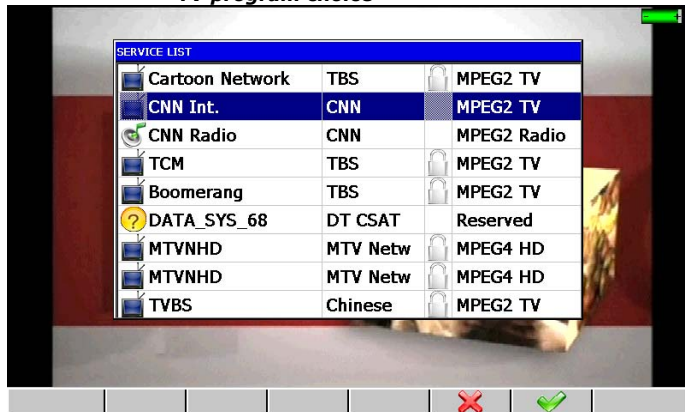 TV program choice
SERVICE LIST
Cartoon Network TBS MPEG2 TV
CNN Int. CNN MPEG2 TV
CNN Radio CNN MPEG2 Radio
TCM TBS MPEG2 TV
Boomerang TBS MPEG2 TV
DATA_SYS_68 DT CSAT Reserved
MTVNHD MTV Netw MPEG4 HD
MTVNHD MTV Netw MPEG4 HD
TVBS Chinese MPEG2 TV